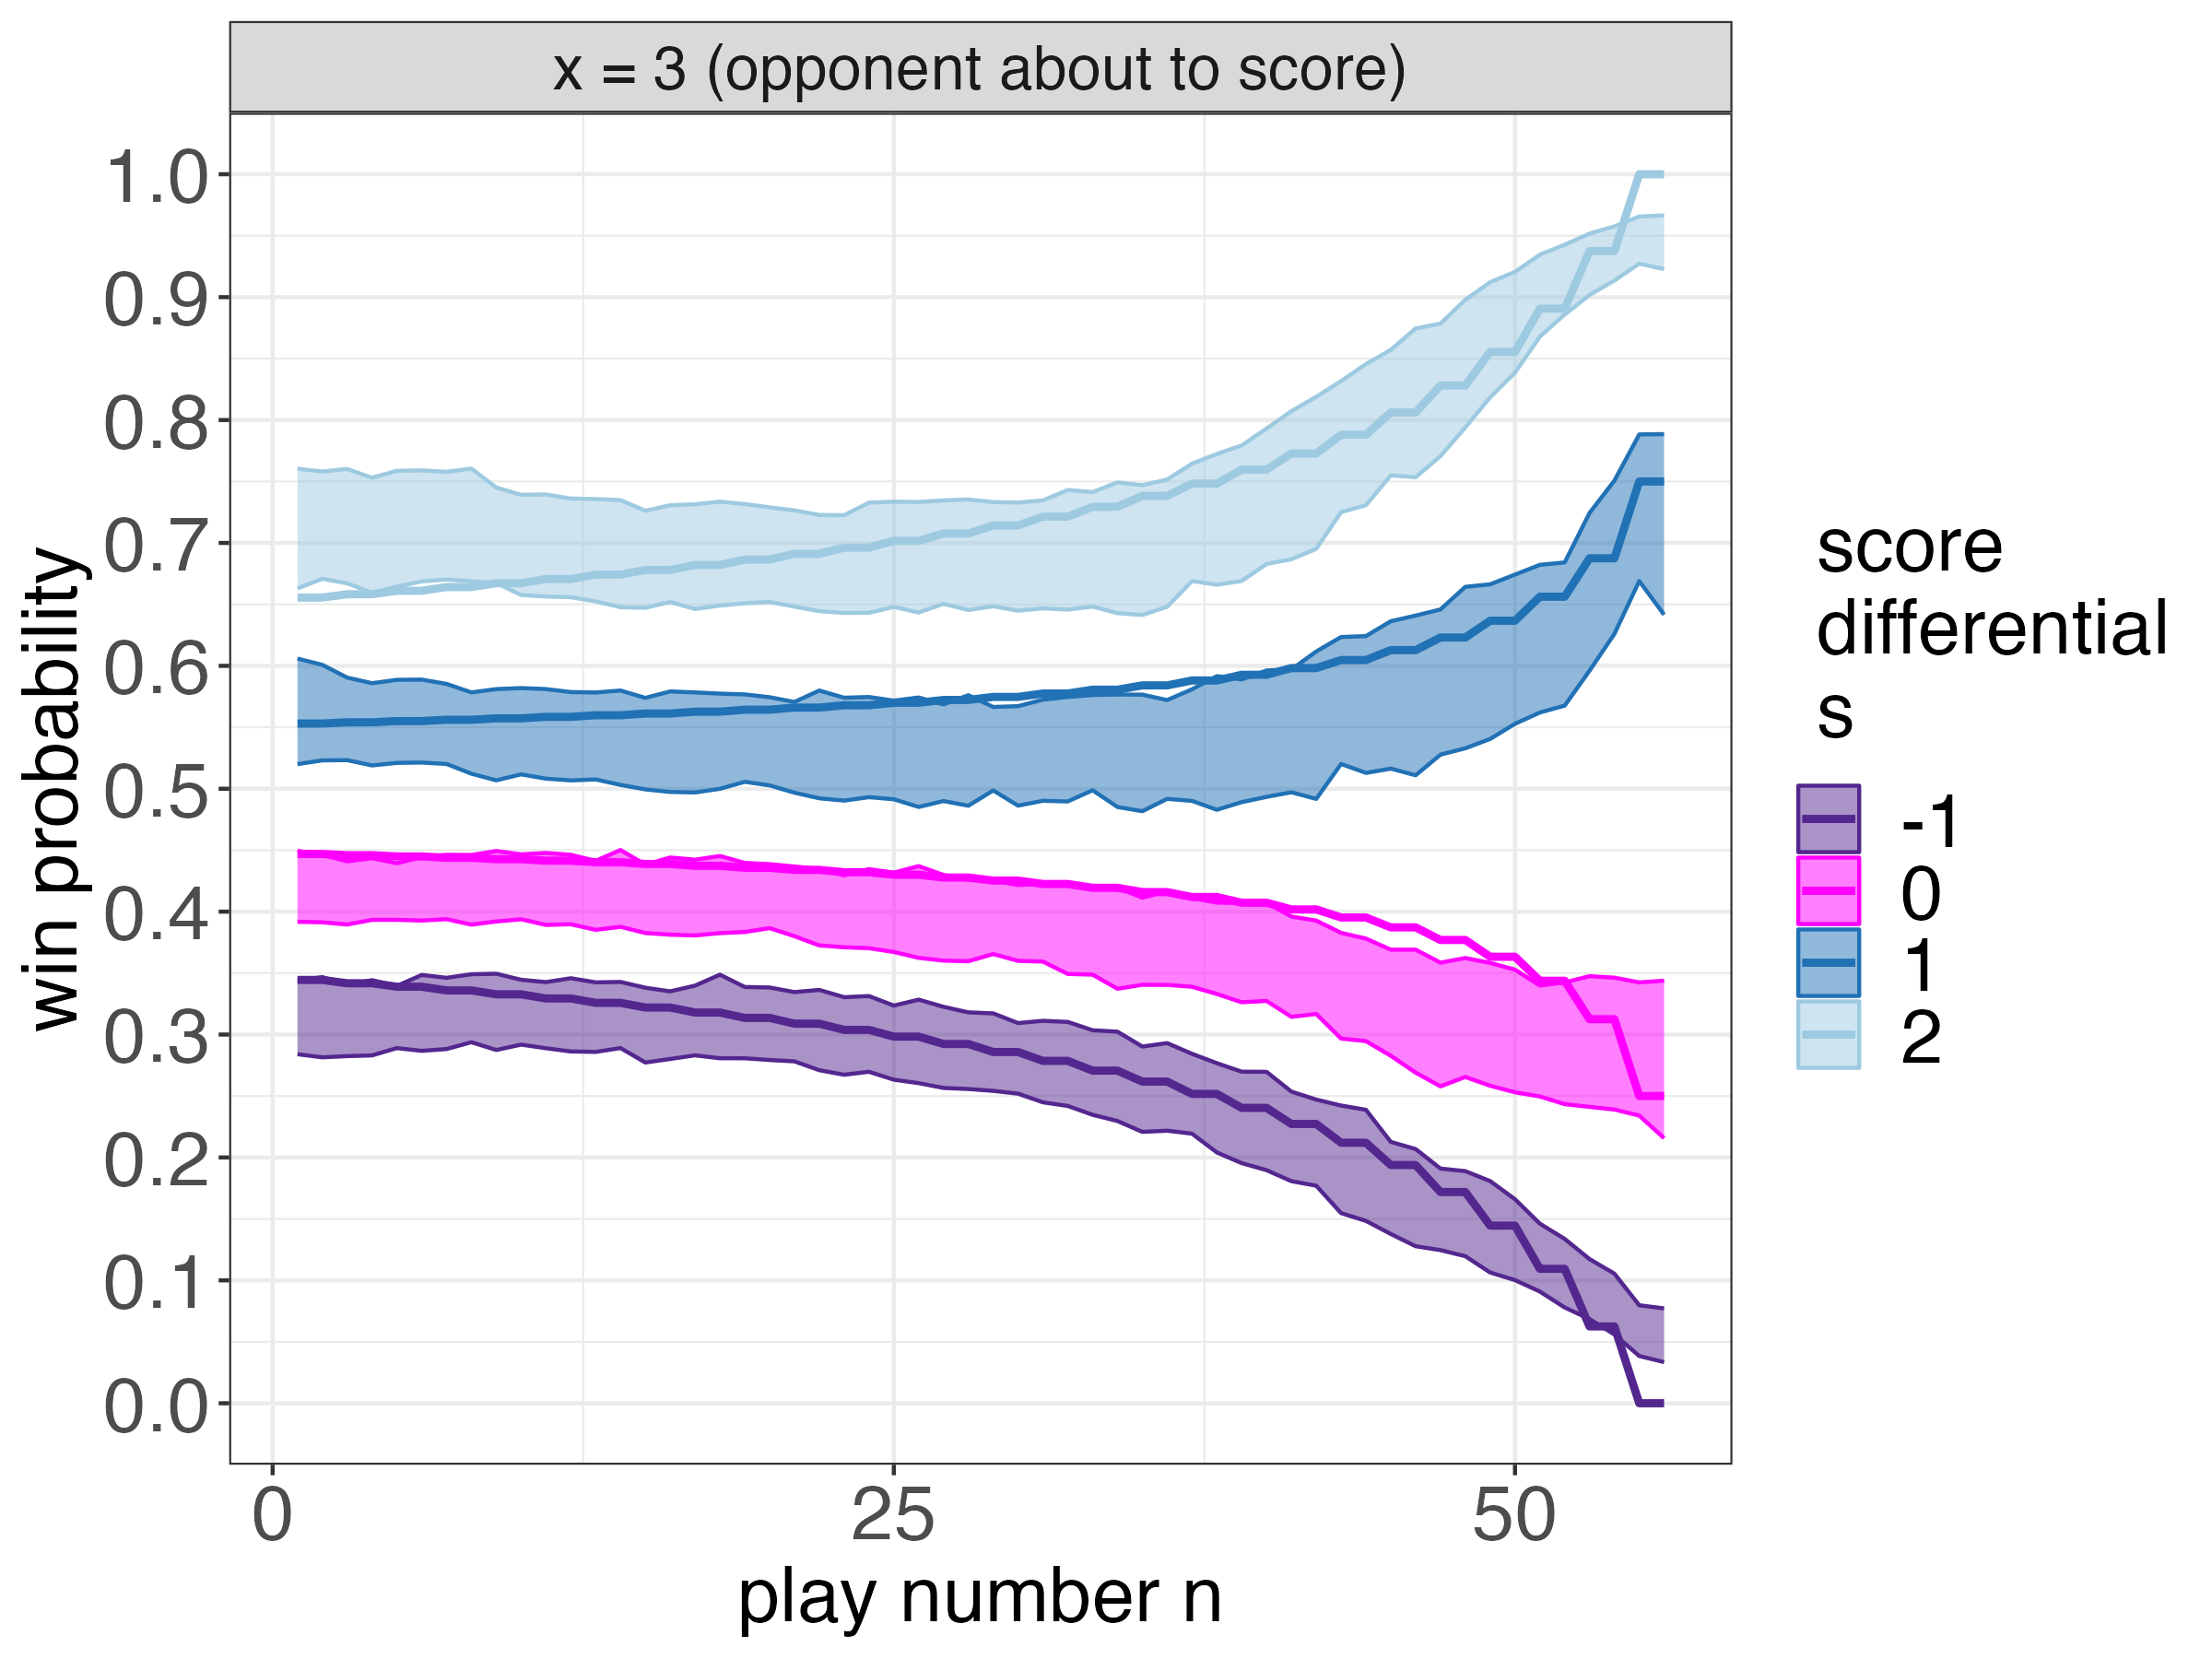 x = 3 (opponent about to score)
win probability
1.0
0.9
0.8
0.7
0.6
0.5
0.4
0.3
0.2
0.1
0.0
0 25 50
play number n
score
differential
s
-1
0
1
2